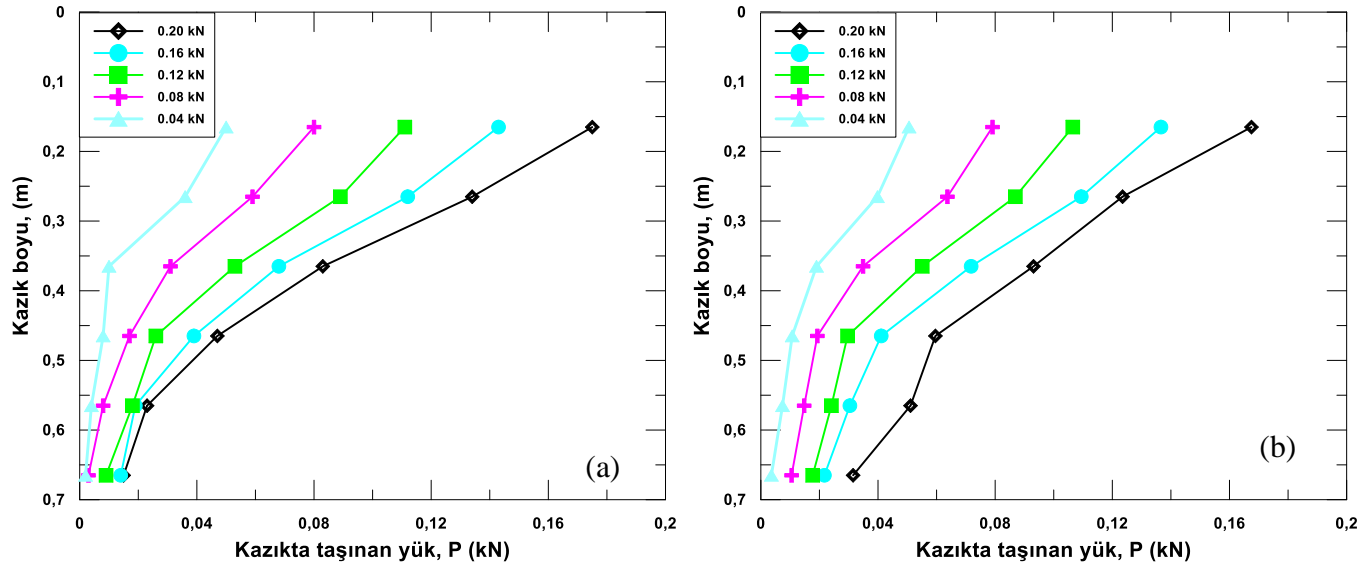 0
0,1
0,2
0,3
0,4
0,5
0,6
0,7
Kazık boyu, (m)
0.20 kN
0.16 kN
0.12 kN
0.08 kN
0.04 kN
(a)
0 0,04 0,08 0,12 0,16 0,2
Kazıkta taşınan yük, P (kN)
0
0,1
0,2
0,3
0,4
0,5
0,6
0,7
Kazık boyu, (m)
0.20 kN
0.16 kN
0.12 kN
0.08 kN
0.04 kN
(b)
0 0,04 0,08 0,12 0,16 0,2
Kazıkta taşınan yük, P (kN)